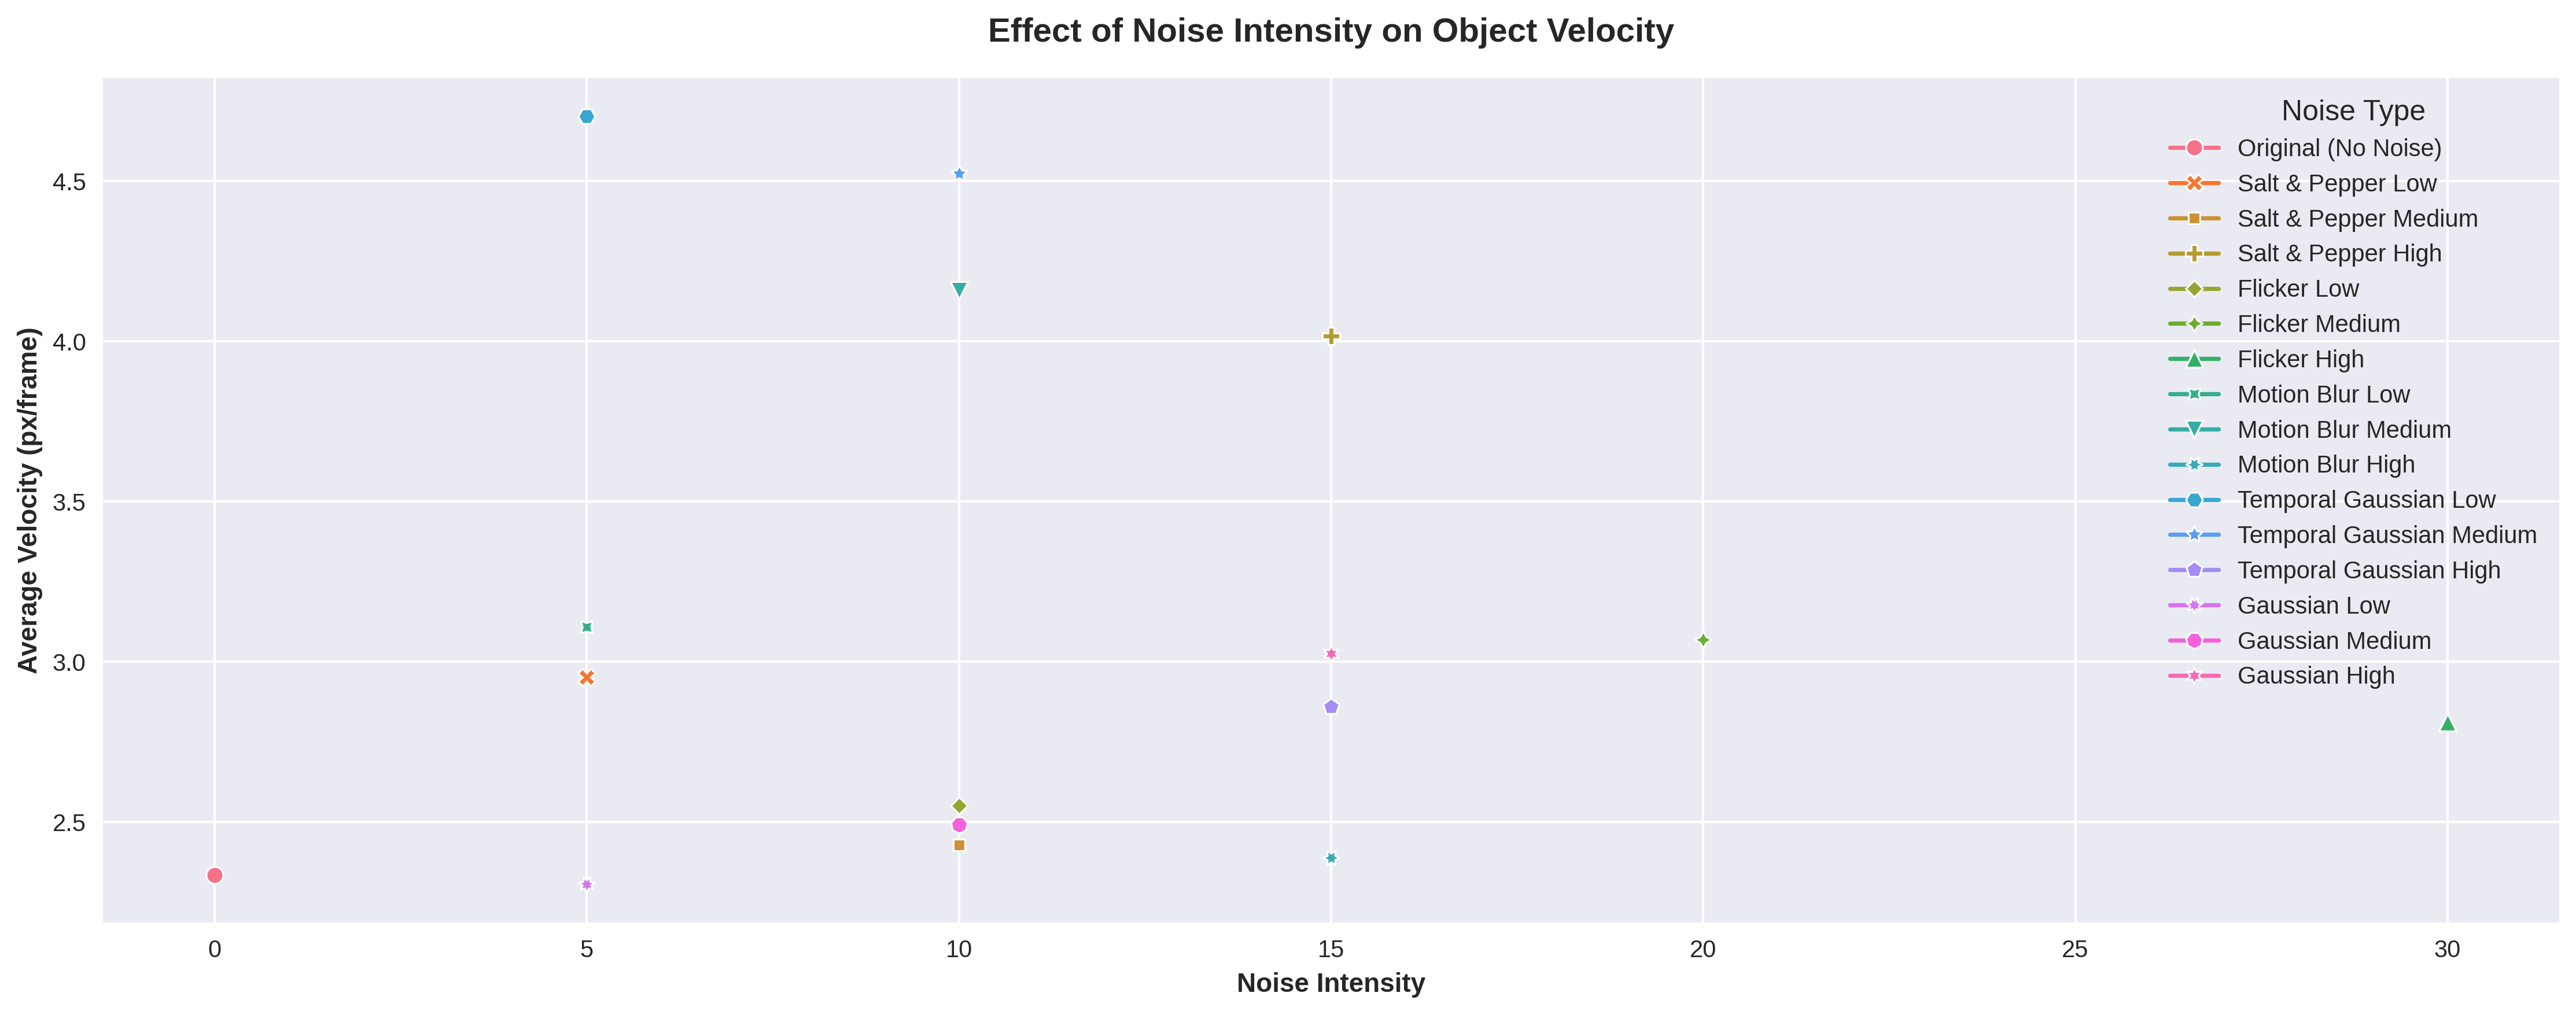 Effect of Noise Intensity on Object Velocity
Average Velocity (px/frame)
4.5
4.0
3.5
3.0
2.5
0
5
10
15
20
25
30
Noise Intensity
Noise Type
Original (No Noise)
Salt & Pepper Low
Salt & Pepper Medium
Salt & Pepper High
Flicker Low
Flicker Medium
Flicker High
Motion Blur Low
Motion Blur Medium
Motion Blur High
Temporal Gaussian Low
Temporal Gaussian Medium
Temporal Gaussian High
Gaussian Low
Gaussian Medium
Gaussian High